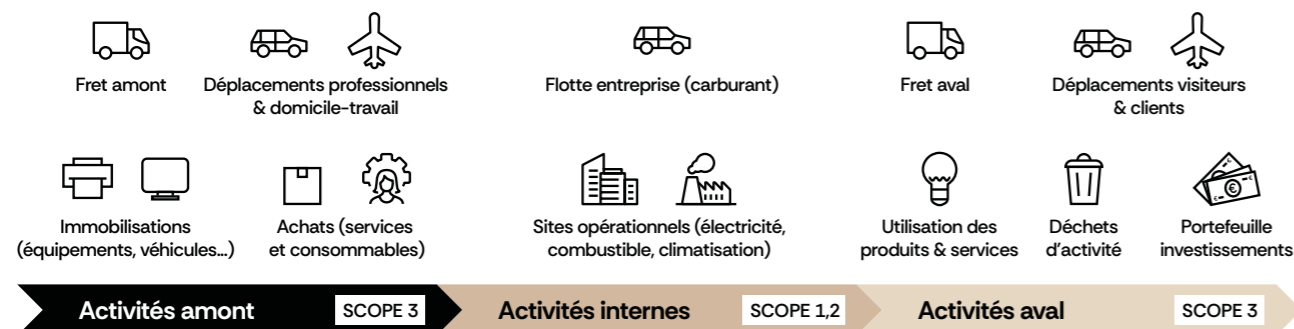 Fret amont
Déplacements professionnels
& domicile-travail
Flotte entreprise (carburant)
Fret aval
Déplacements visiteurs
& clients
Immobilisations
(équipements, véhicules...)
Achats (services
et consommables)
Sites opérationnels (électricité,
combustible, climatisation)
Utilisation des
produits & services
Déchets
d'activité
Portefeuille
investissements
Activités amont
SCOPE 3
Activités internes
SCOPE 1,2
Activités aval
SCOPE 3